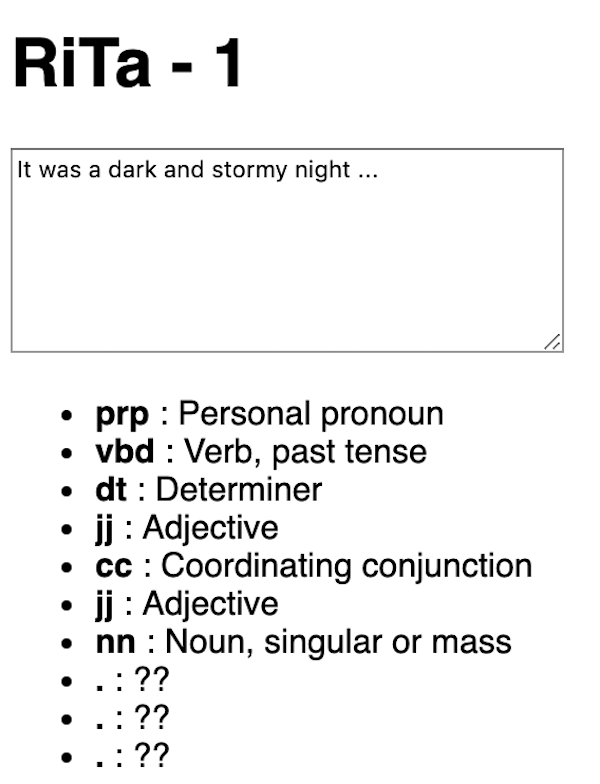 RiTa - 1
It was a dark and stormy night ...
• prp : Personal pronoun
• vbd : Verb, past tense
• dt : Determiner
• jj : Adjective
• cc : Coordinating conjunction
• jj : Adjective
• nn : Noun, singular or mass
• . : ??
• . : ??
• . : ??